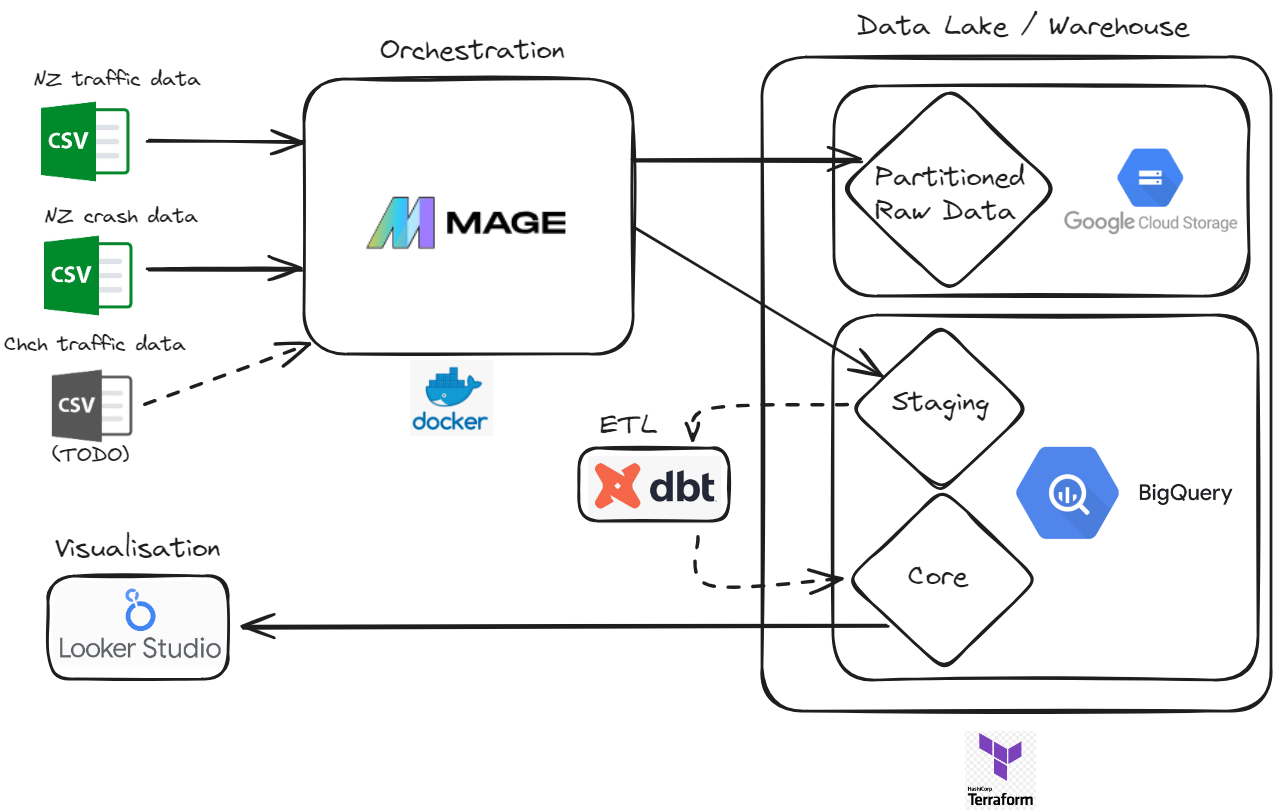 Data Lake / Warehouse
Orchestration
NZ traffic data
CSV
NZ crash data
CSV
Chch traffic data
CSV
(TODO)
MAGE
docker
Partitioned
Raw Data
Google Cloud Storage
Staging
BigQuery
Core
ETL
dbt
Visualisation
Looker Studio
HashiCorp
Terraform